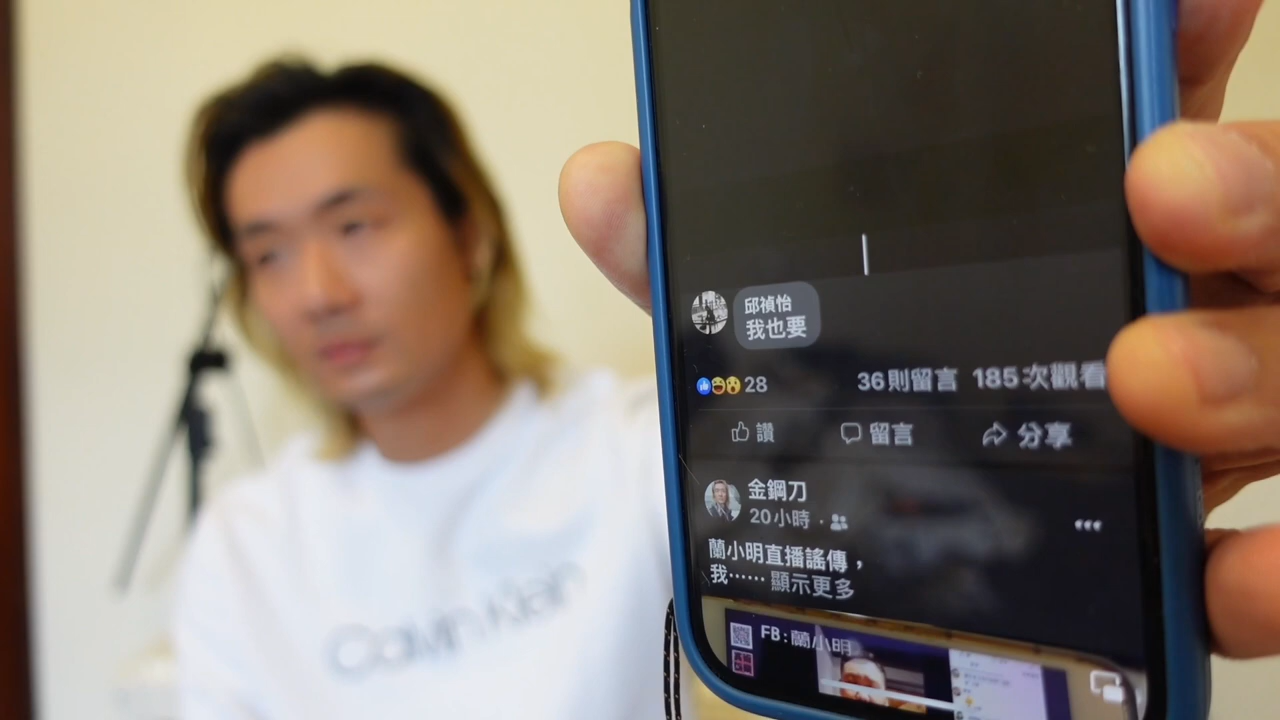 邱禎怡
我也要
28
36則留言 185次觀看
讚 留言 分享
金鋼刀
20小時 ·
蘭小明直播謠傳，
我…… 顯示更多
FB:蘭小明
Calvin Klein